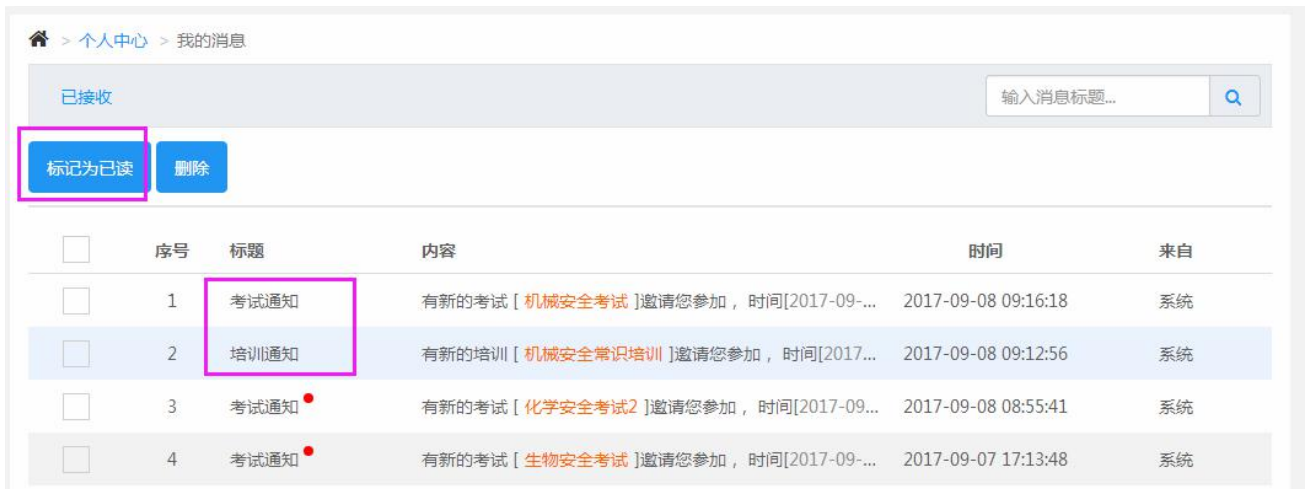 > 个人中心 > 我的消息
已接收 输入消息标题...
标记为已读 删除
序号 标题 内容 时间 来自
1 考试通知 有新的考试 [ 机械安全考试 ]邀请您参加，时间[2017-09-... 2017-09-08 09:16:18 系统
2 培训通知 有新的培训 [ 机械安全常识培训 ]邀请您参加，时间[2017... 2017-09-08 09:12:56 系统
3 考试通知 有新的考试 [ 化学安全考试2 ]邀请您参加，时间[2017-09... 2017-09-08 08:55:41 系统
4 考试通知 有新的考试 [ 生物安全考试 ]邀请您参加，时间[2017-09-... 2017-09-07 17:13:48 系统